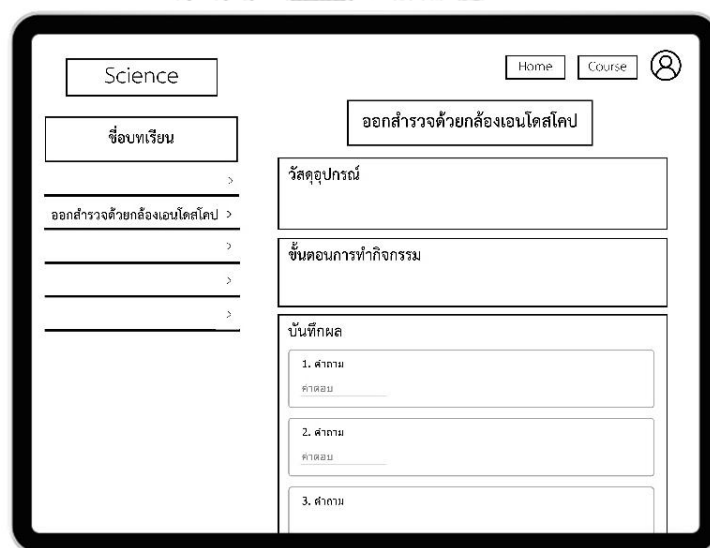 Science
Home
Course
ชื่อบทเรียน
ออกสำรวจด้วยกล้องเอนโดสโคป
ออกสำรวจด้วยกล้องเอนโดสโคป
วัสดุอุปกรณ์
ขั้นตอนการทำกิจกรรม
บันทึกผล
1. คำถาม
คำตอบ
2. คำถาม
คำตอบ
3. คำถาม